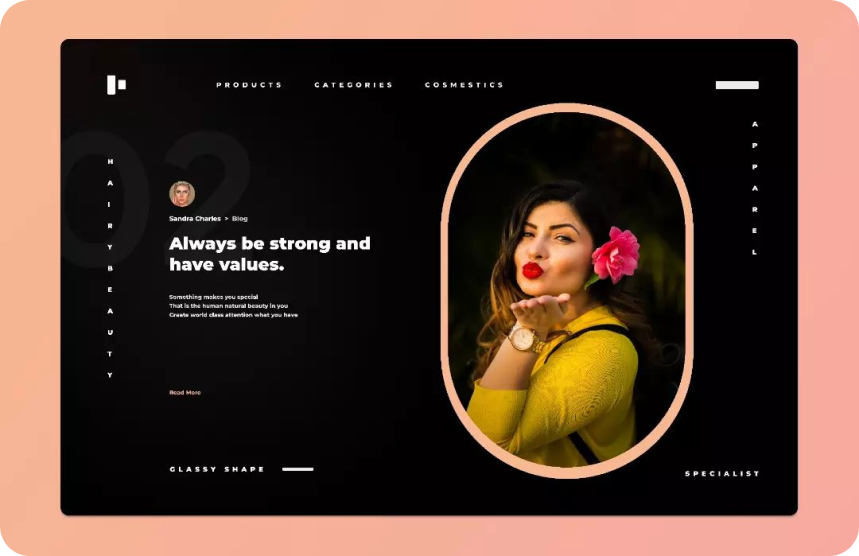 PRODUCTS CATEGORIES COSMESTICS
02
HAIRYBEAUTY
APPAREL
Sandra Charles > Blog
Always be strong and
have values.
Something makes you special
That is the human natural beauty in you
Create world class attention what you have
Read More
GLASSY SHAPE
SPECIALIST